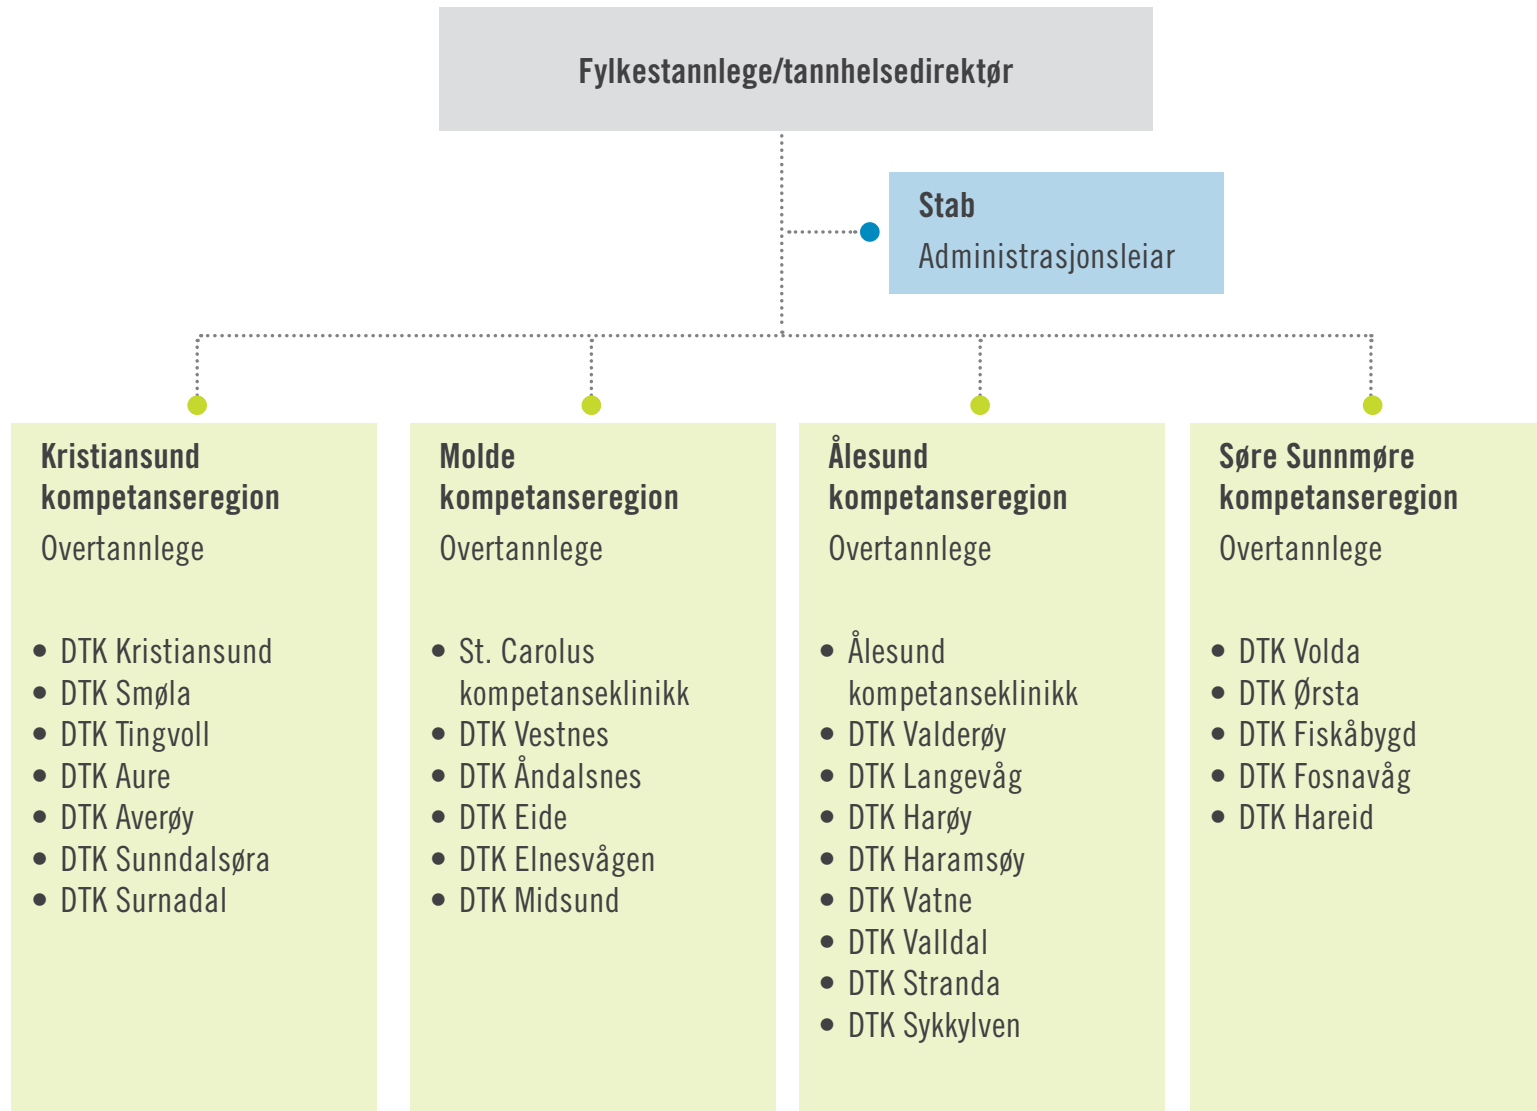 Fylkestannlege/tannhelsedirektør
Stab
Administrasjonsleiar
Kristiansund
kompetanseregion
Overtannlege
• DTK Kristiansund
• DTK Smøla
• DTK Tingvoll
• DTK Aure
• DTK Averøy
• DTK Sunndalsøra
• DTK Surnadal
Molde
kompetanseregion
Overtannlege
• St. Carolus
kompetanseklinikk
• DTK Vestnes
• DTK Åndalsnes
• DTK Eide
• DTK Elnesvågen
• DTK Midsund
Ålesund
kompetanseregion
Overtannlege
• Ålesund
kompetanseklinikk
• DTK Valderøy
• DTK Langevåg
• DTK Harøy
• DTK Haramsøy
• DTK Vatne
• DTK Valldal
• DTK Stranda
• DTK Sykkylven
Søre Sunnmøre
kompetanseregion
Overtannlege
• DTK Volda
• DTK Ørsta
• DTK Fiskåbygd
• DTK Fosnavåg
• DTK Hareid